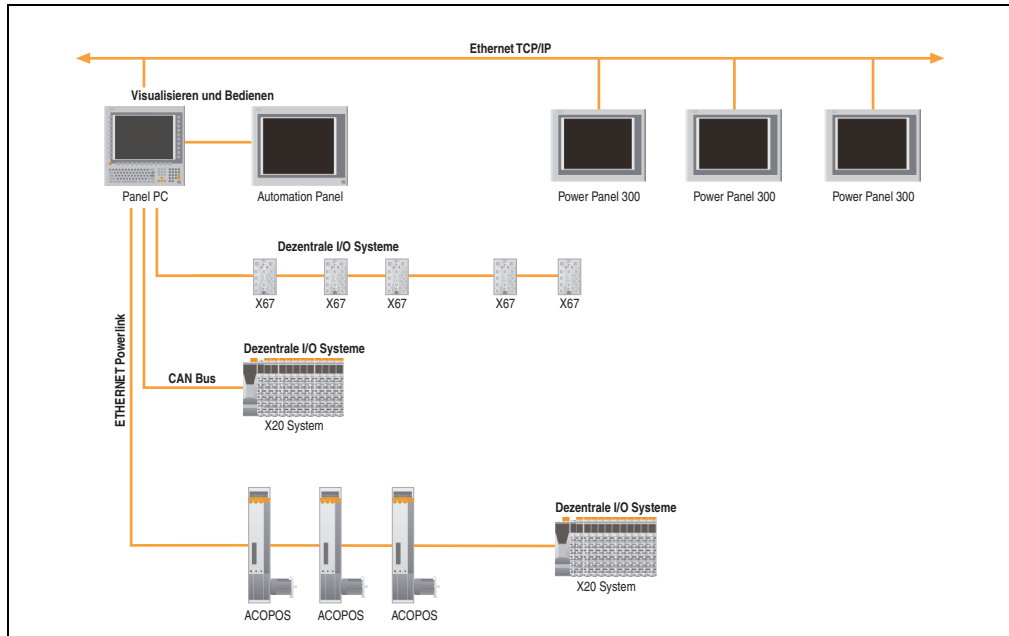 Ethernet TCP/IP
Visualisieren und Bedienen
Panel PC
Automation Panel
Power Panel 300
Power Panel 300
Power Panel 300
Dezentrale I/O Systeme
X67
X67
X67
X67
X67
ETHERNET Powerlink
Dezentrale I/O Systeme
CAN Bus
X20 System
Dezentrale I/O Systeme
X20 System
ACOPOS
ACOPOS
ACOPOS